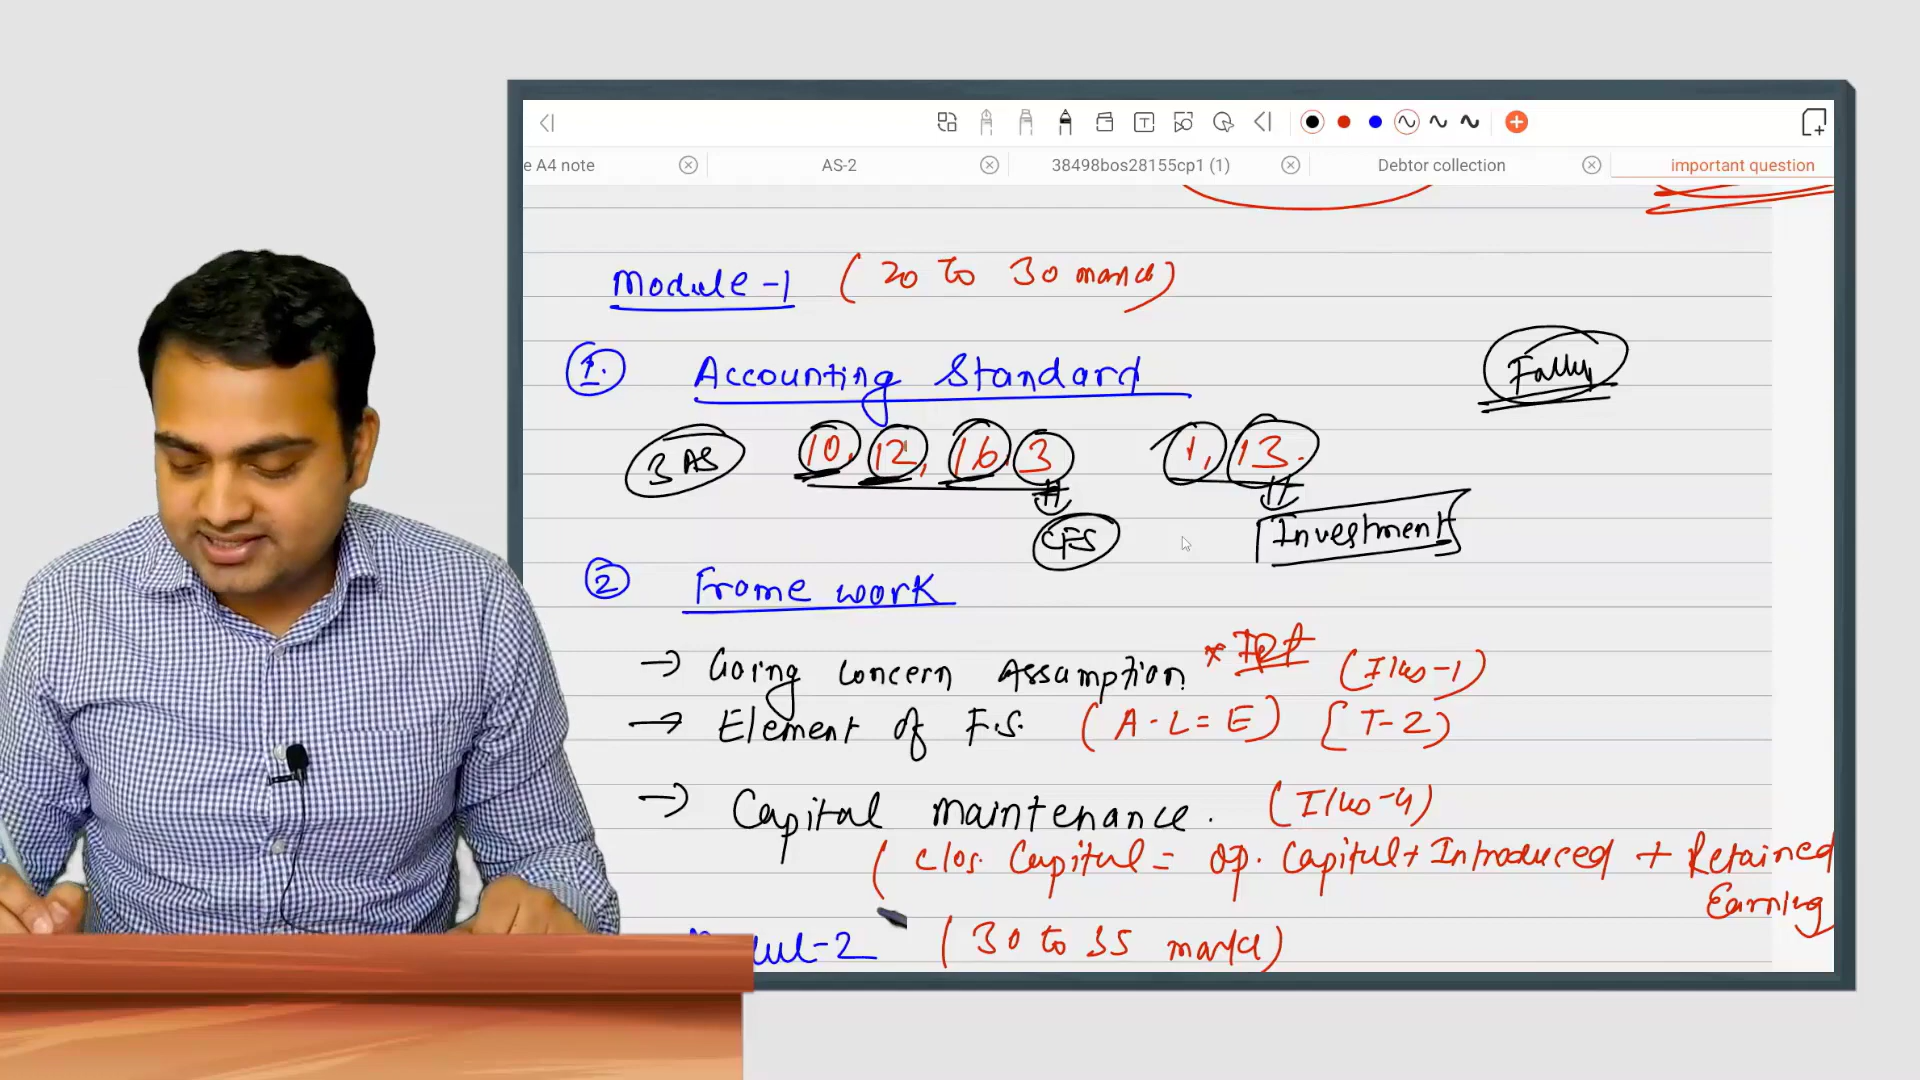 e A4 note AS-2 38498bos28155cp1 (1) Debtor collection important question
Module-1 (20 to 30 marks)
1. Accounting Standard
3 AS 10, 12, 16, 3 1, 13.
CFS Investment
2 Frame work
→ Going concern Assumption * (Illus-1)
→ Element of F.S. (A-L=E) [T-2)
→ Capital maintenance. (Illus-4)
(Clos. Capital = Op. Capital + Introduced + Retained
Earning
-2 (30 to 35 marks)